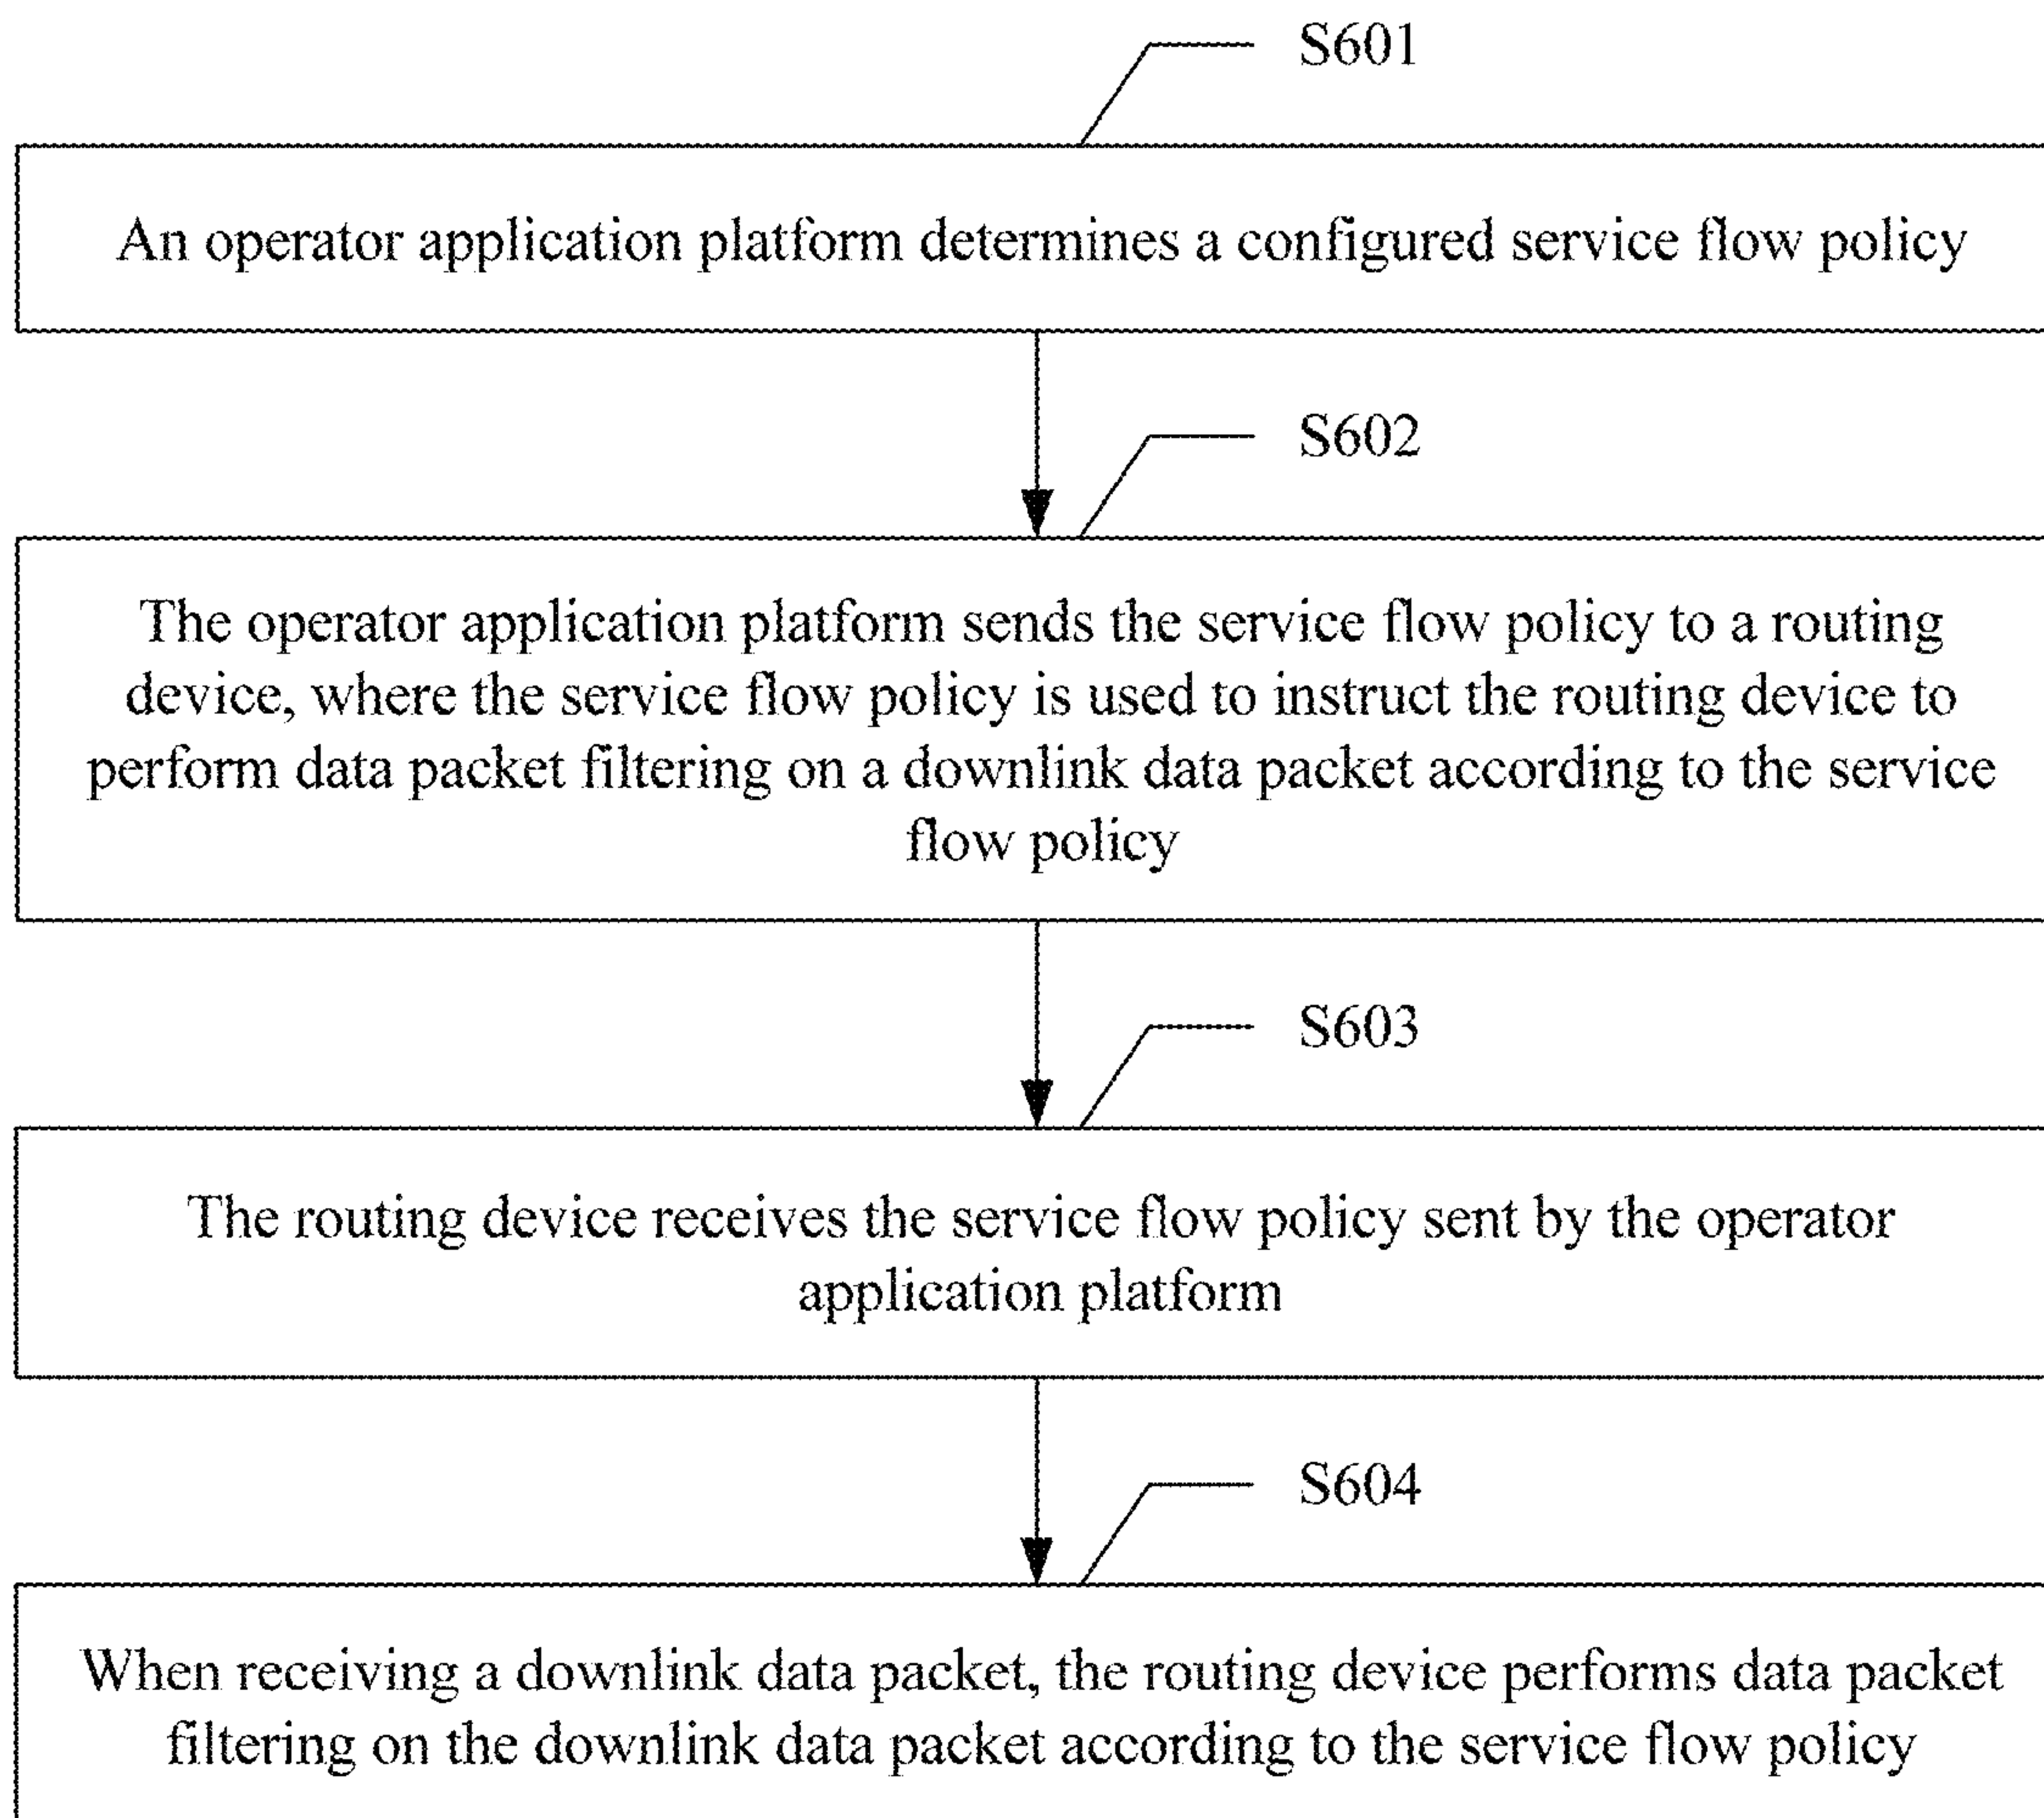 S601
An operator application platform determines a configured service flow policy
S602
The operator application platform sends the service flow policy to a routing
device, where the service flow policy is used to instruct the routing device to
perform data packet filtering on a downlink data packet according to the service
flow policy
S603
The routing device receives the service flow policy sent by the operator
application platform
S604
When receiving a downlink data packet, the routing device performs data packet
filtering on the downlink data packet according to the service flow policy